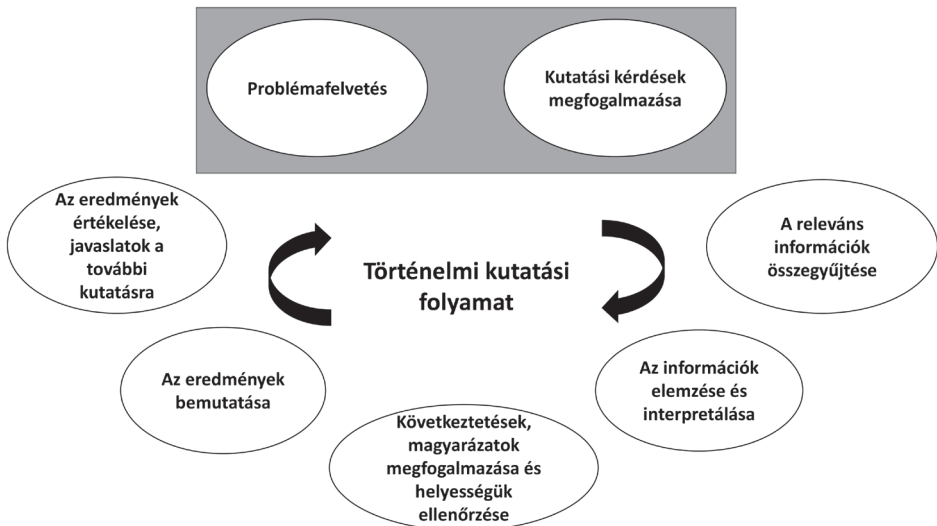 Problémafelvetés
Kutatási kérdések
megfogalmazása
A releváns
információk
összegyűjtése
Az információk
elemzése és
interpretálása
Következtetések,
magyarázatok
megfogalmazása és
helyességük
ellenőrzése
Az eredmények
bemutatása
Az eredmények
értékelése,
javaslatok a
további
kutatásra
Történelmi kutatási
folyamat